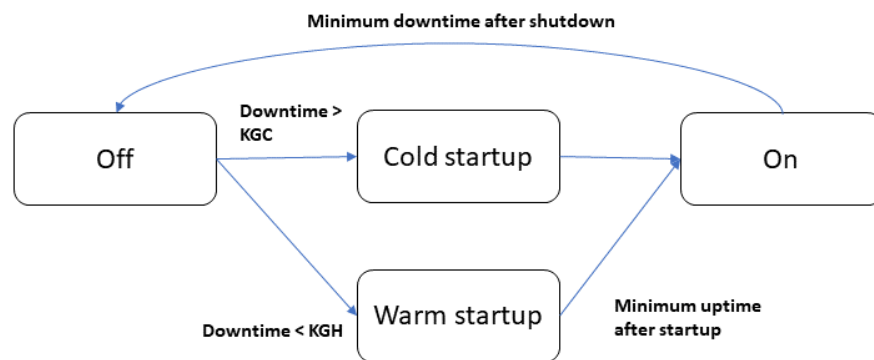 Minimum downtime after shutdown
Downtime >
KGC
Off
Cold startup
On
Warm startup
Downtime < KGH
Minimum uptime
after startup